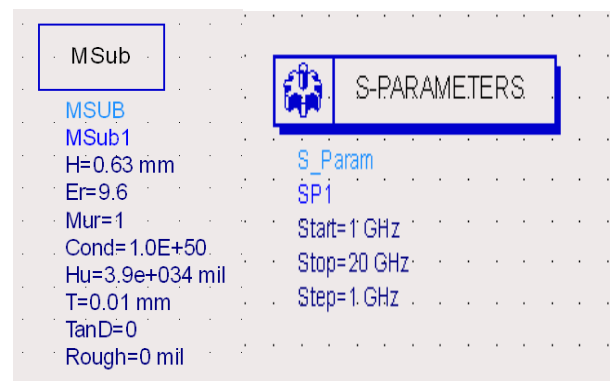 MSub
MSUB
MSub1
H=0.63 mm
Er=9.6
Mur=1
Cond=1.0E+50
Hu=3.9e+034 mil
T=0.01 mm
TanD=0
Rough=0 mil
S-PARAMETERS
S_Param
SP1
Start=1 GHz
Stop=20 GHz
Step=1 GHz